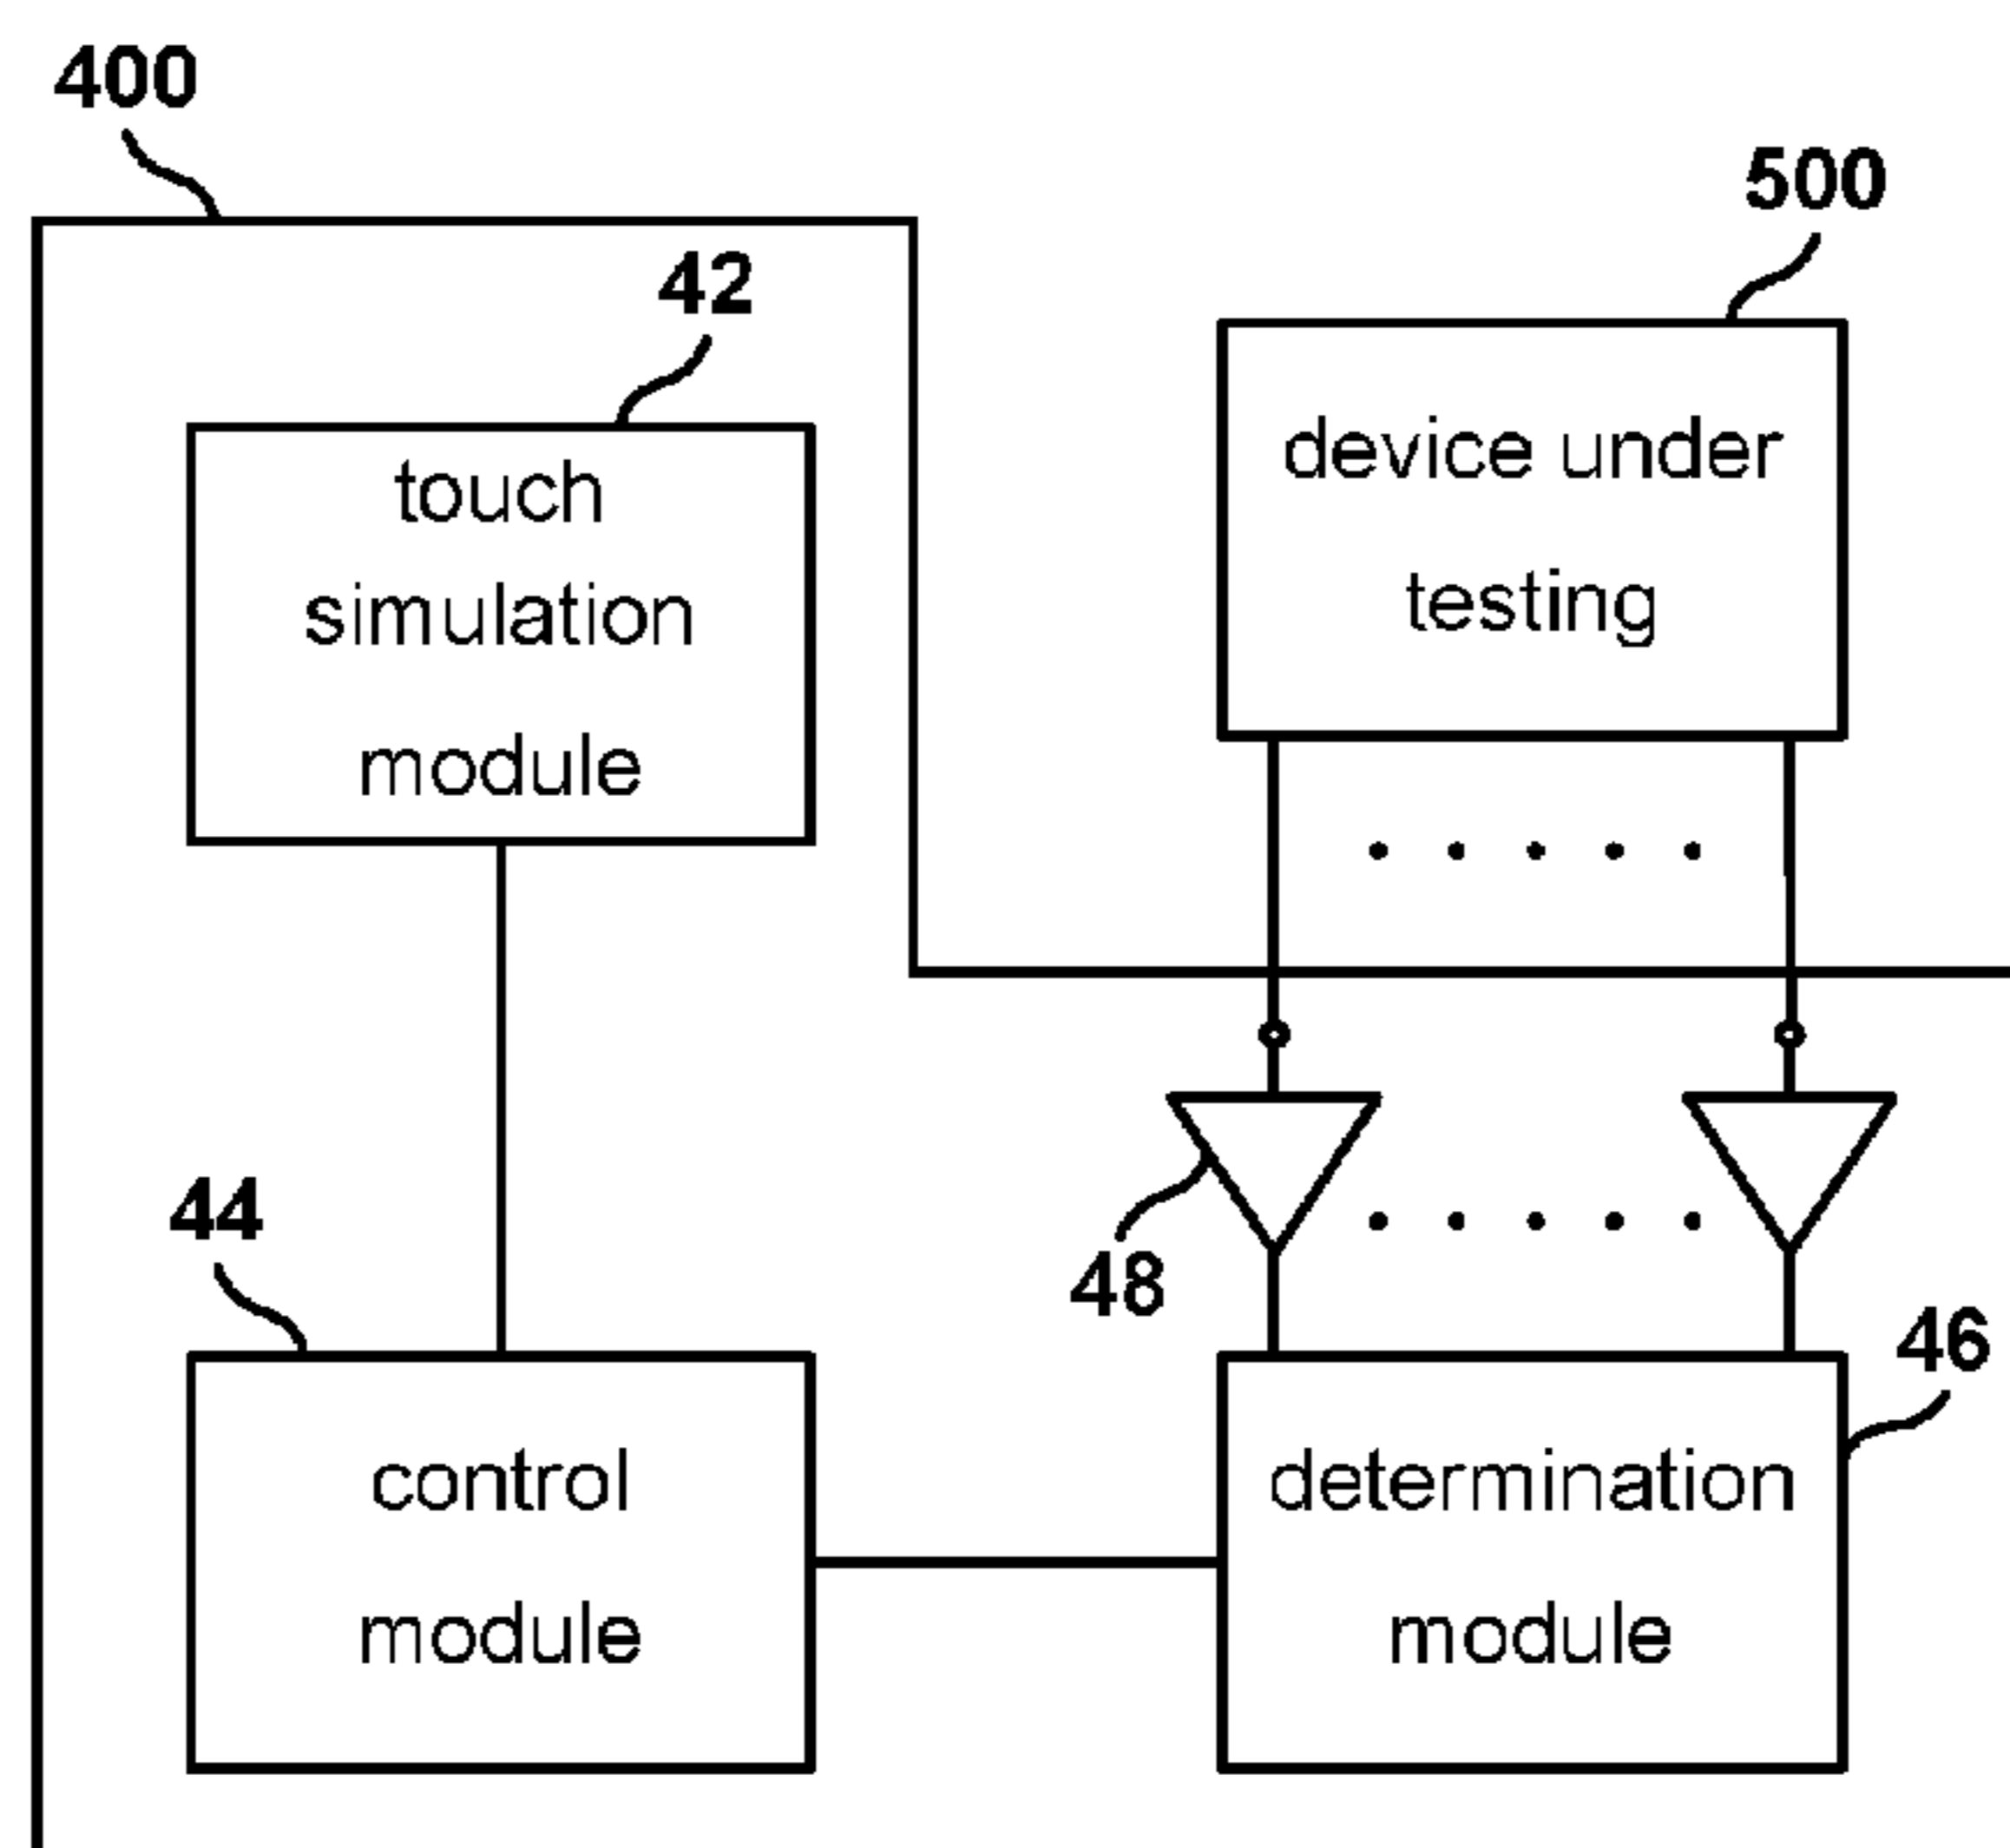 400
500
42
touch
simulation
module
device under
testing
44
48
46
control
module
determination
module